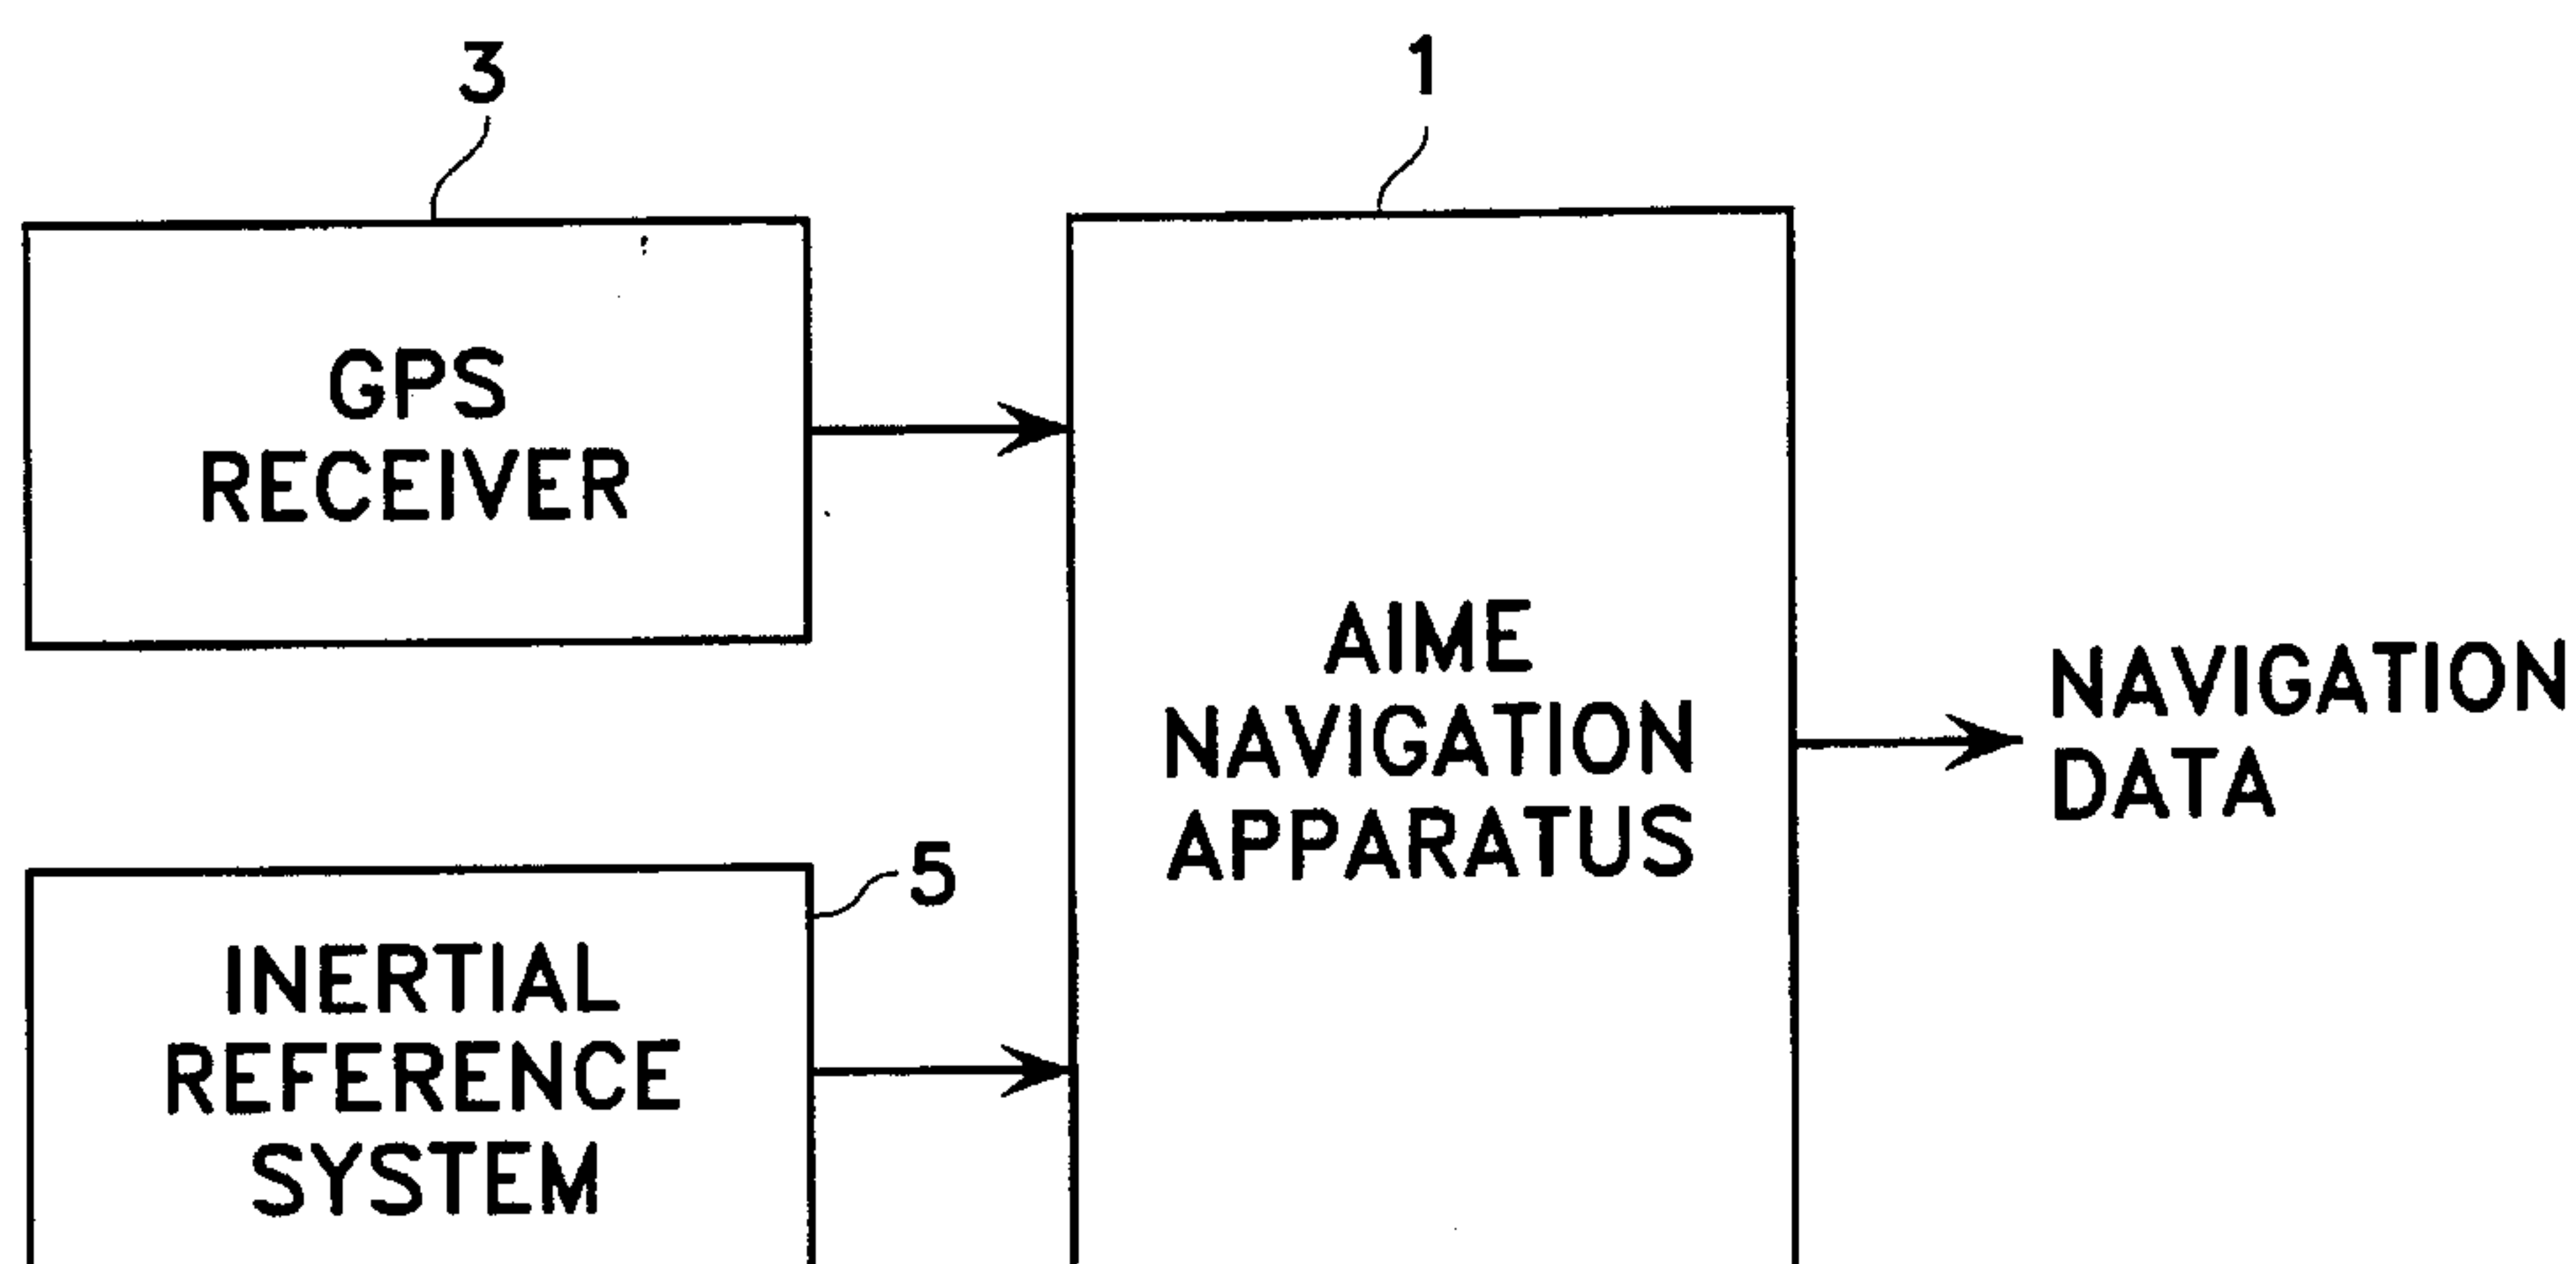 3
1
GPS
RECEIVER
AIME
NAVIGATION
APPARATUS
NAVIGATION
DATA
5
INERTIAL
REFERENCE
SYSTEM